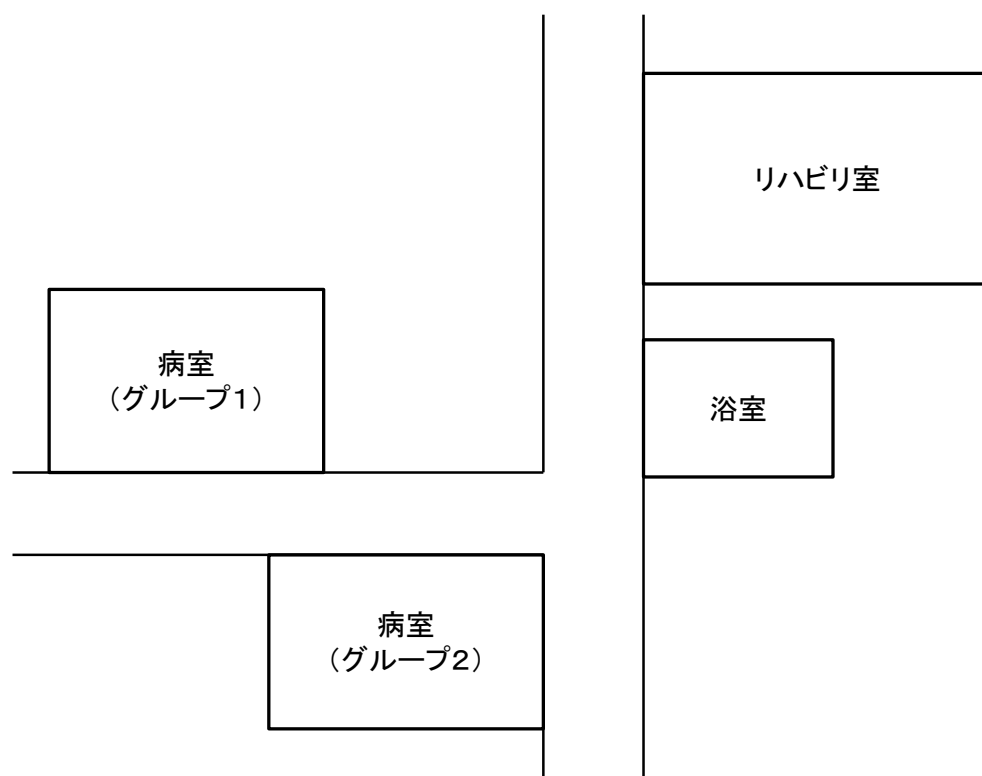 リハビリ室
病室
（グループ１）
浴室
病室
（グループ２）